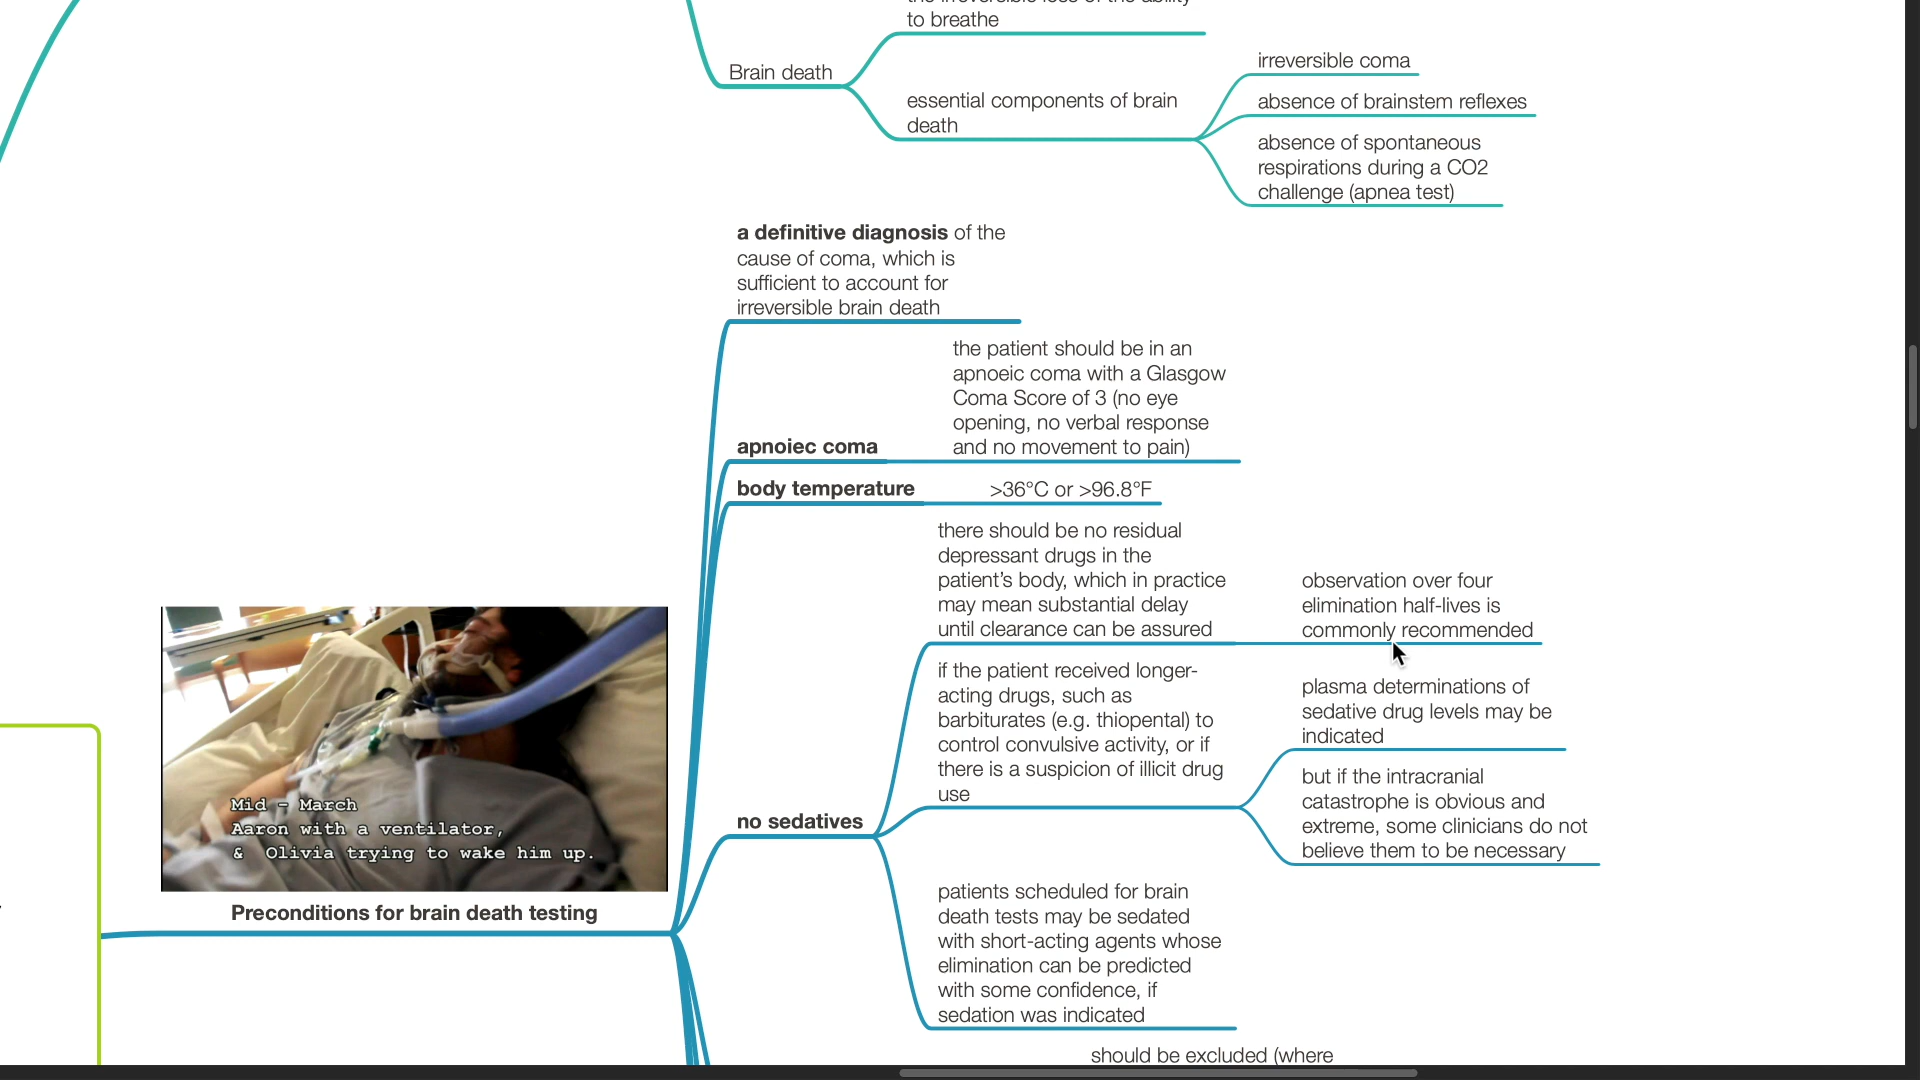 to breathe
Brain death
essential components of brain
death
irreversible coma
absence of brainstem reflexes
absence of spontaneous
respirations during a CO2
challenge (apnea test)
a definitive diagnosis of the
cause of coma, which is
sufficient to account for
irreversible brain death
the patient should be in an
apnoeic coma with a Glasgow
Coma Score of 3 (no eye
opening, no verbal response
and no movement to pain)
apnoiec coma
body temperature
>36°C or >96.8°F
there should be no residual
depressant drugs in the
patient’s body, which in practice
may mean substantial delay
until clearance can be assured
observation over four
elimination half-lives is
commonly recommended
if the patient received longer-
acting drugs, such as
barbiturates (e.g. thiopental) to
control convulsive activity, or if
there is a suspicion of illicit drug
use
plasma determinations of
sedative drug levels may be
indicated
but if the intracranial
catastrophe is obvious and
extreme, some clinicians do not
believe them to be necessary
no sedatives
patients scheduled for brain
death tests may be sedated
with short-acting agents whose
elimination can be predicted
with some confidence, if
sedation was indicated
Mid - March
Aaron with a ventilator,
& Olivia trying to wake him up.
Preconditions for brain death testing
should be excluded (where